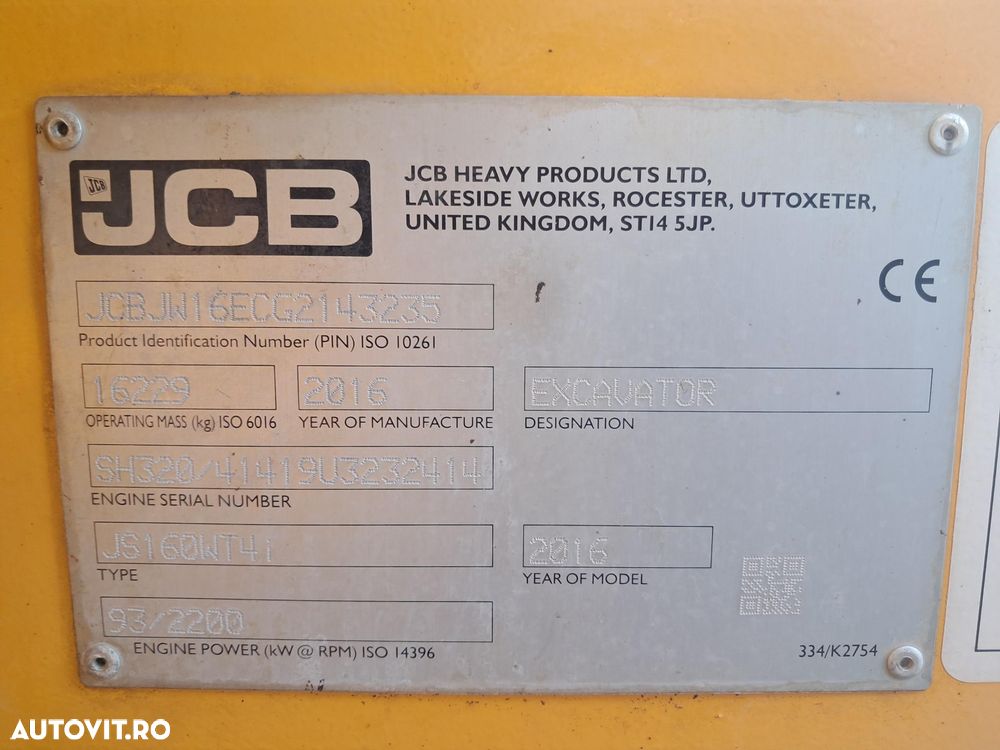 JCB
JCB
JCB HEAVY PRODUCTS LTD,
LAKESIDE WORKS, ROCESTER, UTTOXETER,
UNITED KINGDOM, ST14 5JP.
CE
JCBJW16ECG2143235
Product Identification Number (PIN) ISO 10261
16229
OPERATING MASS (kg) ISO 6016
2016
YEAR OF MANUFACTURE
EXCAVATOR
DESIGNATION
SH320/41419U3232414
ENGINE SERIAL NUMBER
JS160WT4i
TYPE
2016
YEAR OF MODEL
93/2200
ENGINE POWER (kW @ RPM) ISO 14396
334/K2754
AUTOVIT.RO